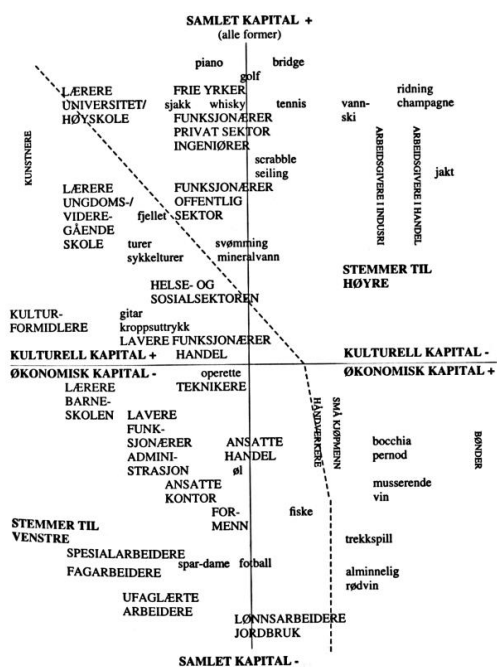 SAMLET KAPITAL +
(alle former)
piano bridge
golf
LÆRERE FRIE YRKER ridning
UNIVERSITET/ sjakk whisky tennis vann- champagne
HØYSKOLE FUNKSJONÆRER ski
PRIVAT SEKTOR
INGENIØRER
KUNSTNERE
ARBEIDSGIVERE I INDUSRI
ARBEIDSGIVERE I HANDEL
scrabble
seiling jakt
LÆRERE FUNKSJONÆRER
UNGDOMS-/ OFFENTLIG
VIDERE- fjellet SEKTOR
GÅENDE
SKOLE turer svømming
sykkelturer mineralvann
STEMMER TIL
HØYRE
HELSE- OG
SOSIALSEKTOREN
KULTUR- gitar
FORMIDLERE kroppsuttrykk
LAVERE FUNKSJONÆRER
KULTURELL KAPITAL + HANDEL KULTURELL KAPITAL -
ØKONOMISK KAPITAL - operette ØKONOMISK KAPITAL +
LÆRERE TEKNIKERE
BARNE-
SKOLEN LAVERE
FUNK-
SJONÆRER ANSATTE bocchia
ADMINI- HANDEL pernod
STRASJON øl
HÅNDVERKERE
SMÅ KJØPMENN
BØNDER
ANSATTE musserende
KONTOR vin
FOR- fiske
MENN
STEMMER TIL
VENSTRE trekkspill
SPESIALARBEIDERE
spar-dame fotball
FAGARBEIDERE alminnelig
rødvin
UFAGLÆRTE
ARBEIDERE
LØNNSARBEIDERE
JORDBRUK
SAMLET KAPITAL -